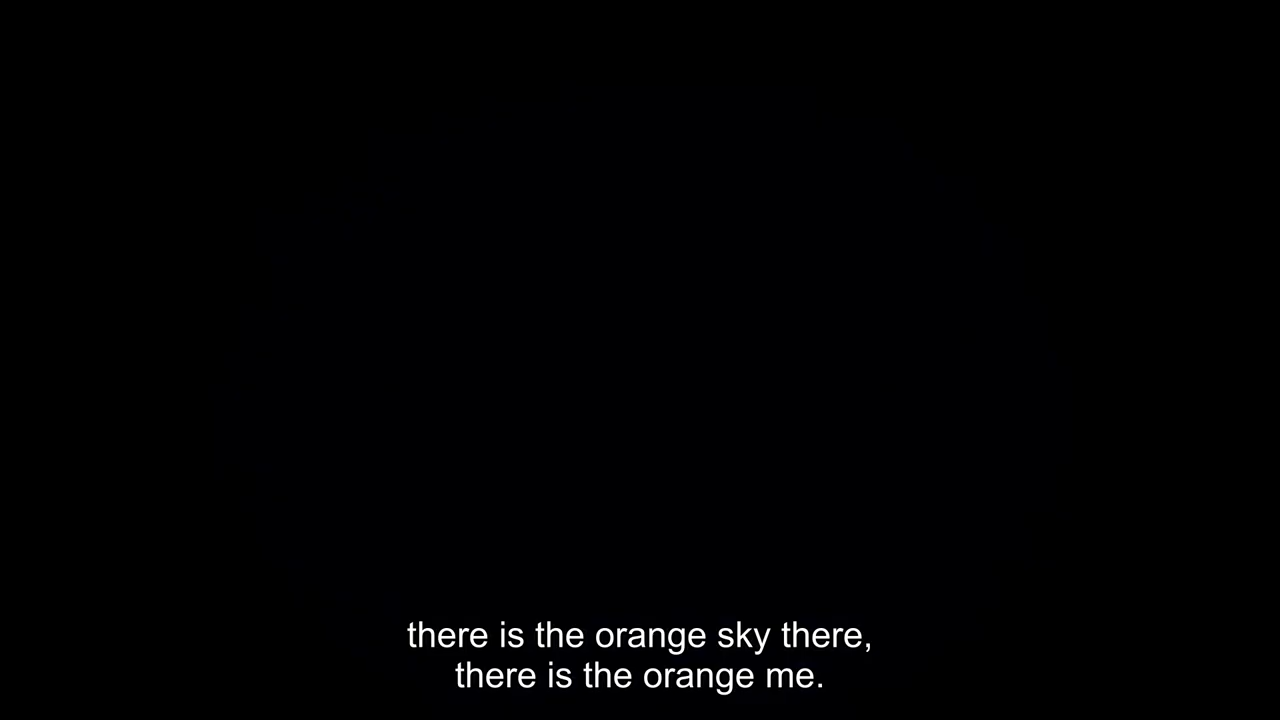 there is the orange sky there,
there is the orange me.